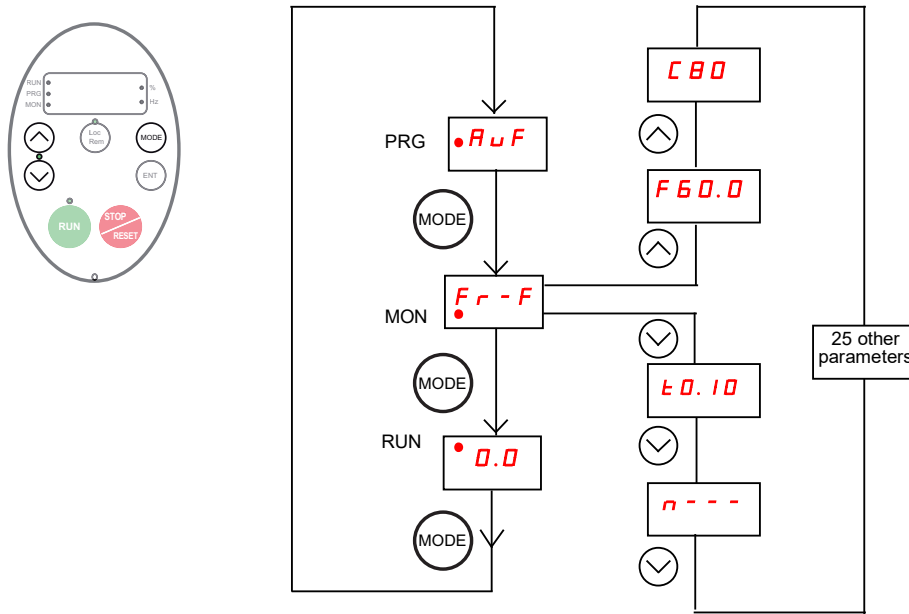 RUN
PRG
MON
%
Hz
Loc
Rem
MODE
ENT
RUN
STOP
RESET
PRG
AuF
MODE
MON
Fr-F
MODE
RUN
0.0
MODE
C80
F60.0
t0.10
n---
25 other
parameters